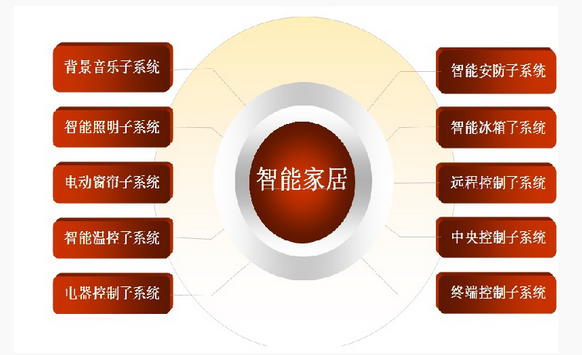 背景音乐子系统
智能照明子系统
电动窗帘子系统
智能温控子系统
电器控制子系统
智能家居
智能安防子系统
智能冰箱子系统
远程控制子系统
中央控制子系统
终端控制子系统